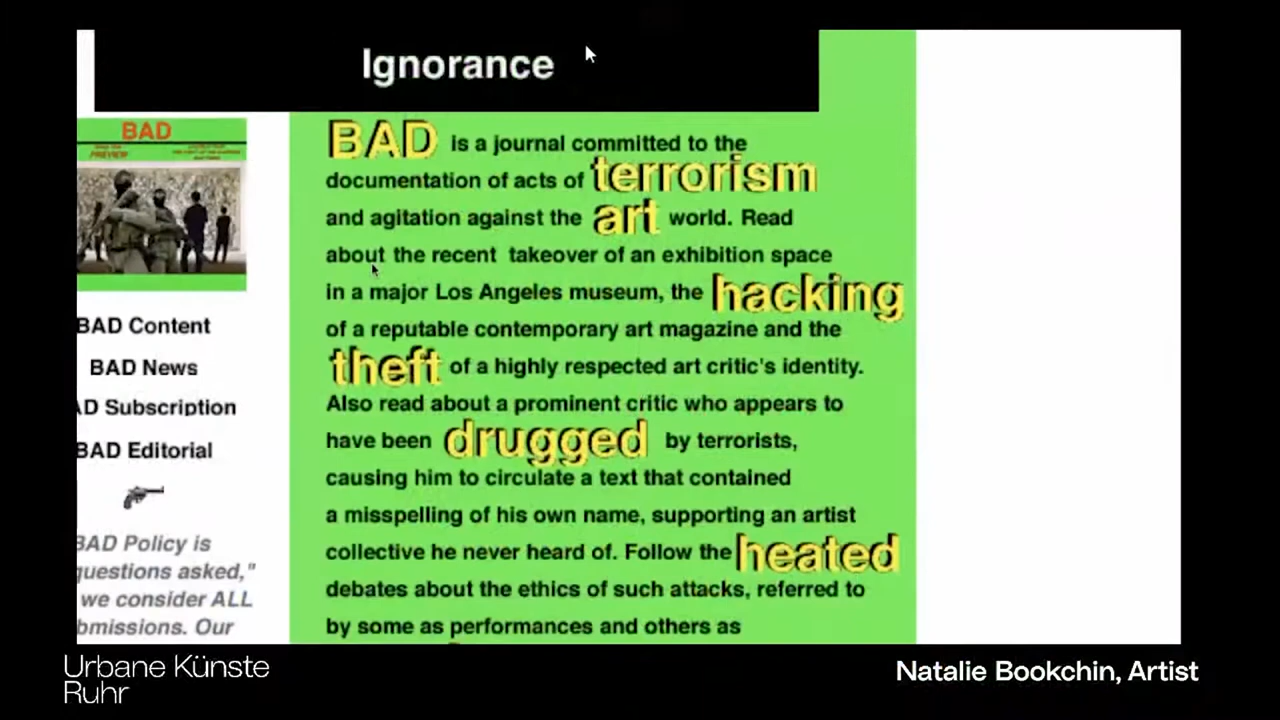 Ignorance
BAD
BAD is a journal committed to the
documentation of acts of terrorism
and agitation against the art world. Read
about the recent takeover of an exhibition space
in a major Los Angeles museum, the hacking
of a reputable contemporary art magazine and the
theft of a highly respected art critic's identity.
Also read about a prominent critic who appears to
have been drugged by terrorists,
causing him to circulate a text that contained
a misspelling of his own name, supporting an artist
collective he never heard of. Follow the heated
debates about the ethics of such attacks, referred to
by some as performances and others as
PREVIEW
BAD Content
BAD News
AD Subscription
BAD Editorial
BAD Policy is
questions asked,"
we consider ALL
bmissions. Our
Urbane Künste
Ruhr
Natalie Bookchin, Artist